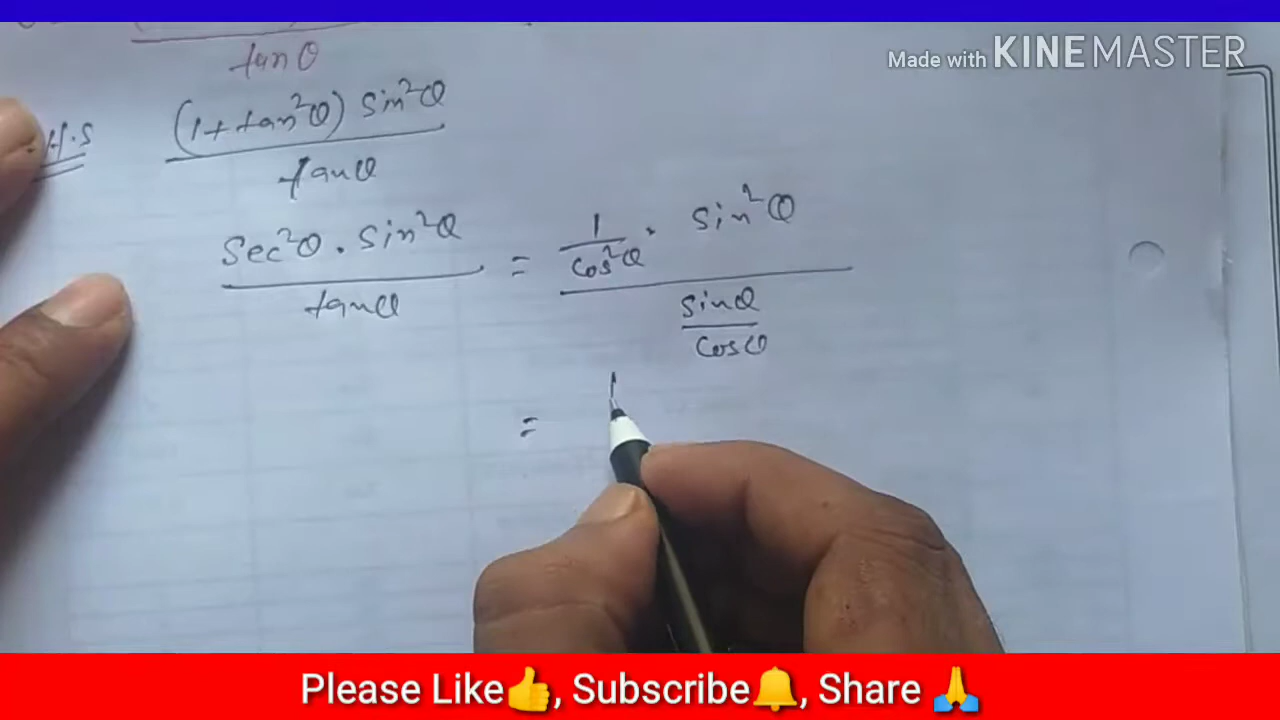 Made with KINEMASTER
tanθ
(1 + tan²θ) sin²θ
.H.S
tanθ
sec²θ . sin²θ
tanθ
= 1/cos²θ . sin²θ
sinθ
cosθ
=
Please Like👍, Subscribe🔔, Share 🙏